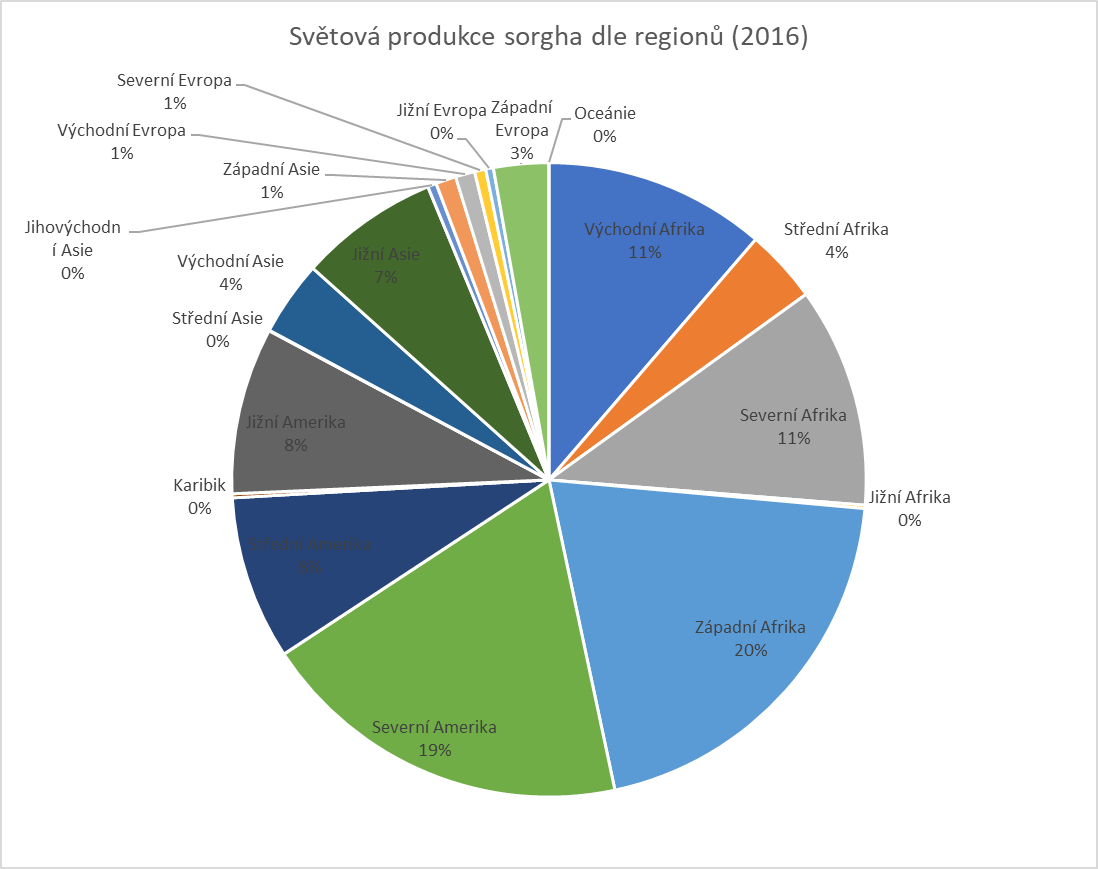 Světová produkce sorgha dle regionů (2016)
Východní Afrika
11%
Střední Afrika
4%
Severní Afrika
11%
Jižní Afrika
0%
Západní Afrika
20%
Severní Amerika
19%
Střední Amerika
8%
Karibik
0%
Jižní Amerika
8%
Střední Asie
0%
Východní Asie
4%
Jižní Asie
7%
Jihovýchodn
í Asie
0%
Západní Asie
1%
Východní Evropa
1%
Severní Evropa
1%
Jižní Evropa
0%
Západní
Evropa
3%
Oceánie
0%